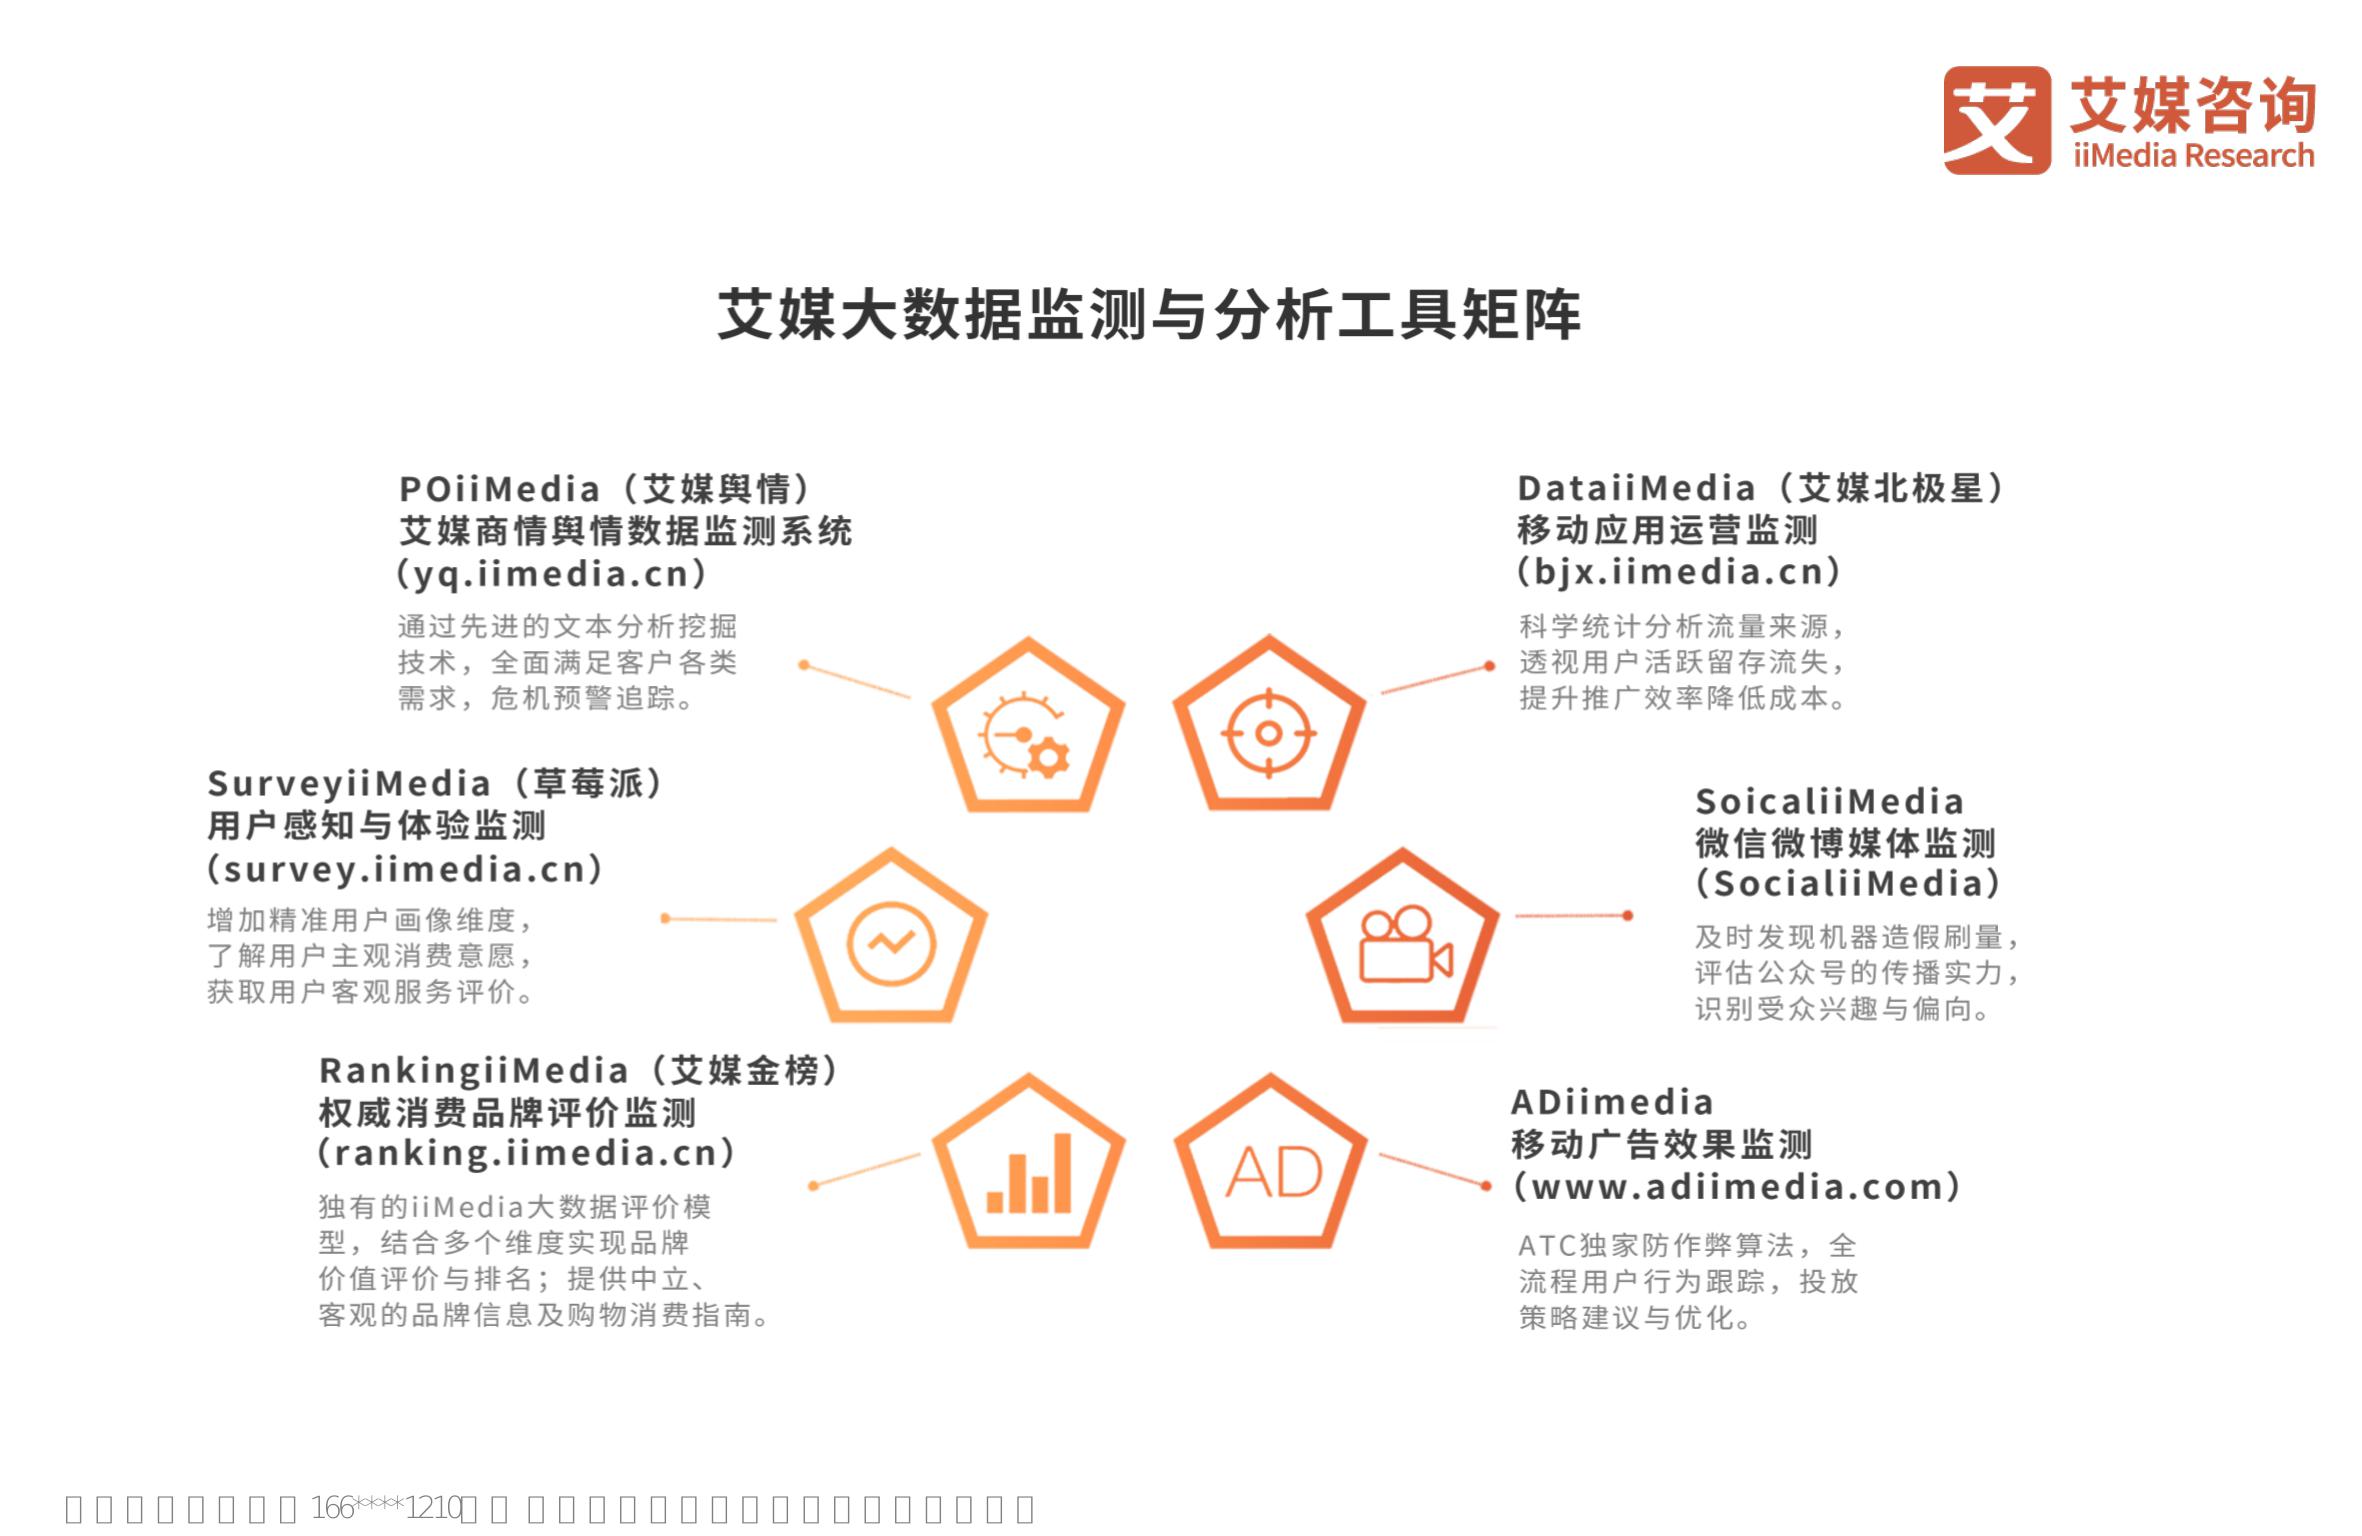 艾 艾媒咨询
iiMedia Research
艾媒大数据监测与分析工具矩阵
POiiMedia（艾媒舆情）
艾媒商情舆情数据监测系统
（yq.iimedia.cn）
通过先进的文本分析挖掘
技术，全面满足客户各类
需求，危机预警追踪。
DataiiMedia（艾媒北极星）
移动应用运营监测
（bjx.iimedia.cn）
科学统计分析流量来源，
透视用户活跃留存流失，
提升推广效率降低成本。
SurveyiiMedia（草莓派）
用户感知与体验监测
（survey.iimedia.cn）
增加精准用户画像维度，
了解用户主观消费意愿，
获取用户客观服务评价。
SoicaliiMedia
微信微博媒体监测
（SocialiiMedia）
及时发现机器造假刷量，
评估公众号的传播实力，
识别受众兴趣与偏向。
RankingiiMedia（艾媒金榜）
权威消费品牌评价监测
（ranking.iimedia.cn）
独有的iiMedia大数据评价模
型，结合多个维度实现品牌
价值评价与排名；提供中立、
客观的品牌信息及购物消费指南。
AD
ADiimedia
移动广告效果监测
（www.adiimedia.com）
ATC独家防作弊算法，全
流程用户行为跟踪，投放
策略建议与优化。
166****1210